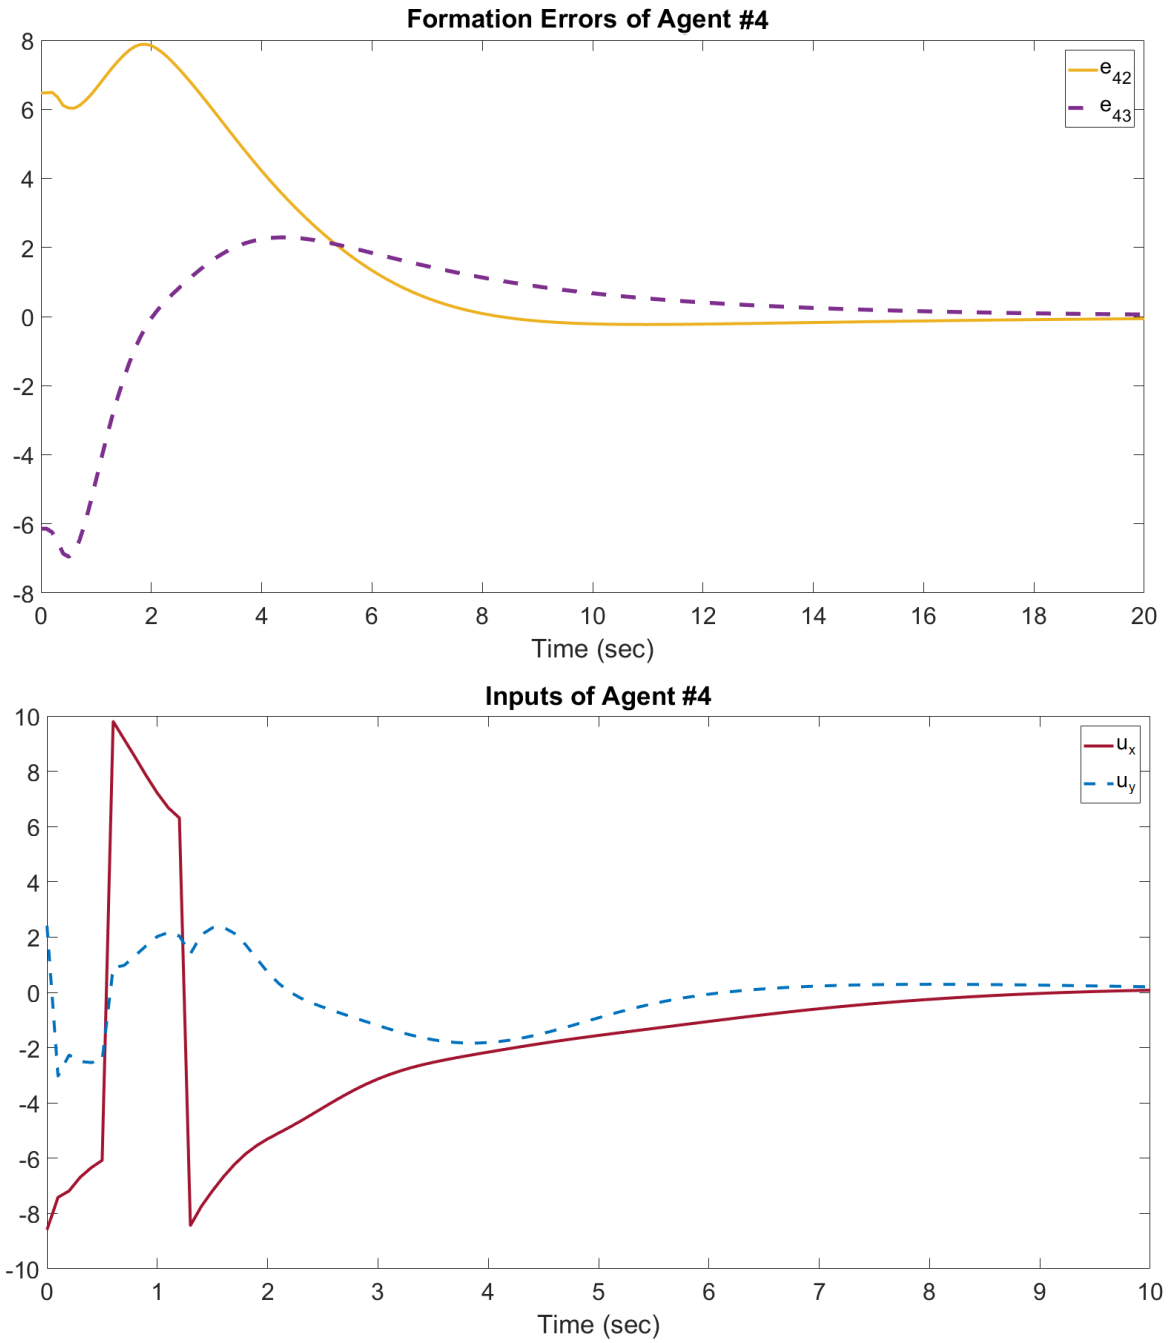 Formation Errors of Agent #4
e42
e43
8
6
4
2
0
-2
-4
-6
-8
0 2 4 6 8 10 12 14 16 18 20
Time (sec)
Inputs of Agent #4
ux
uy
10
8
6
4
2
0
-2
-4
-6
-8
-10
0 1 2 3 4 5 6 7 8 9 10
Time (sec)